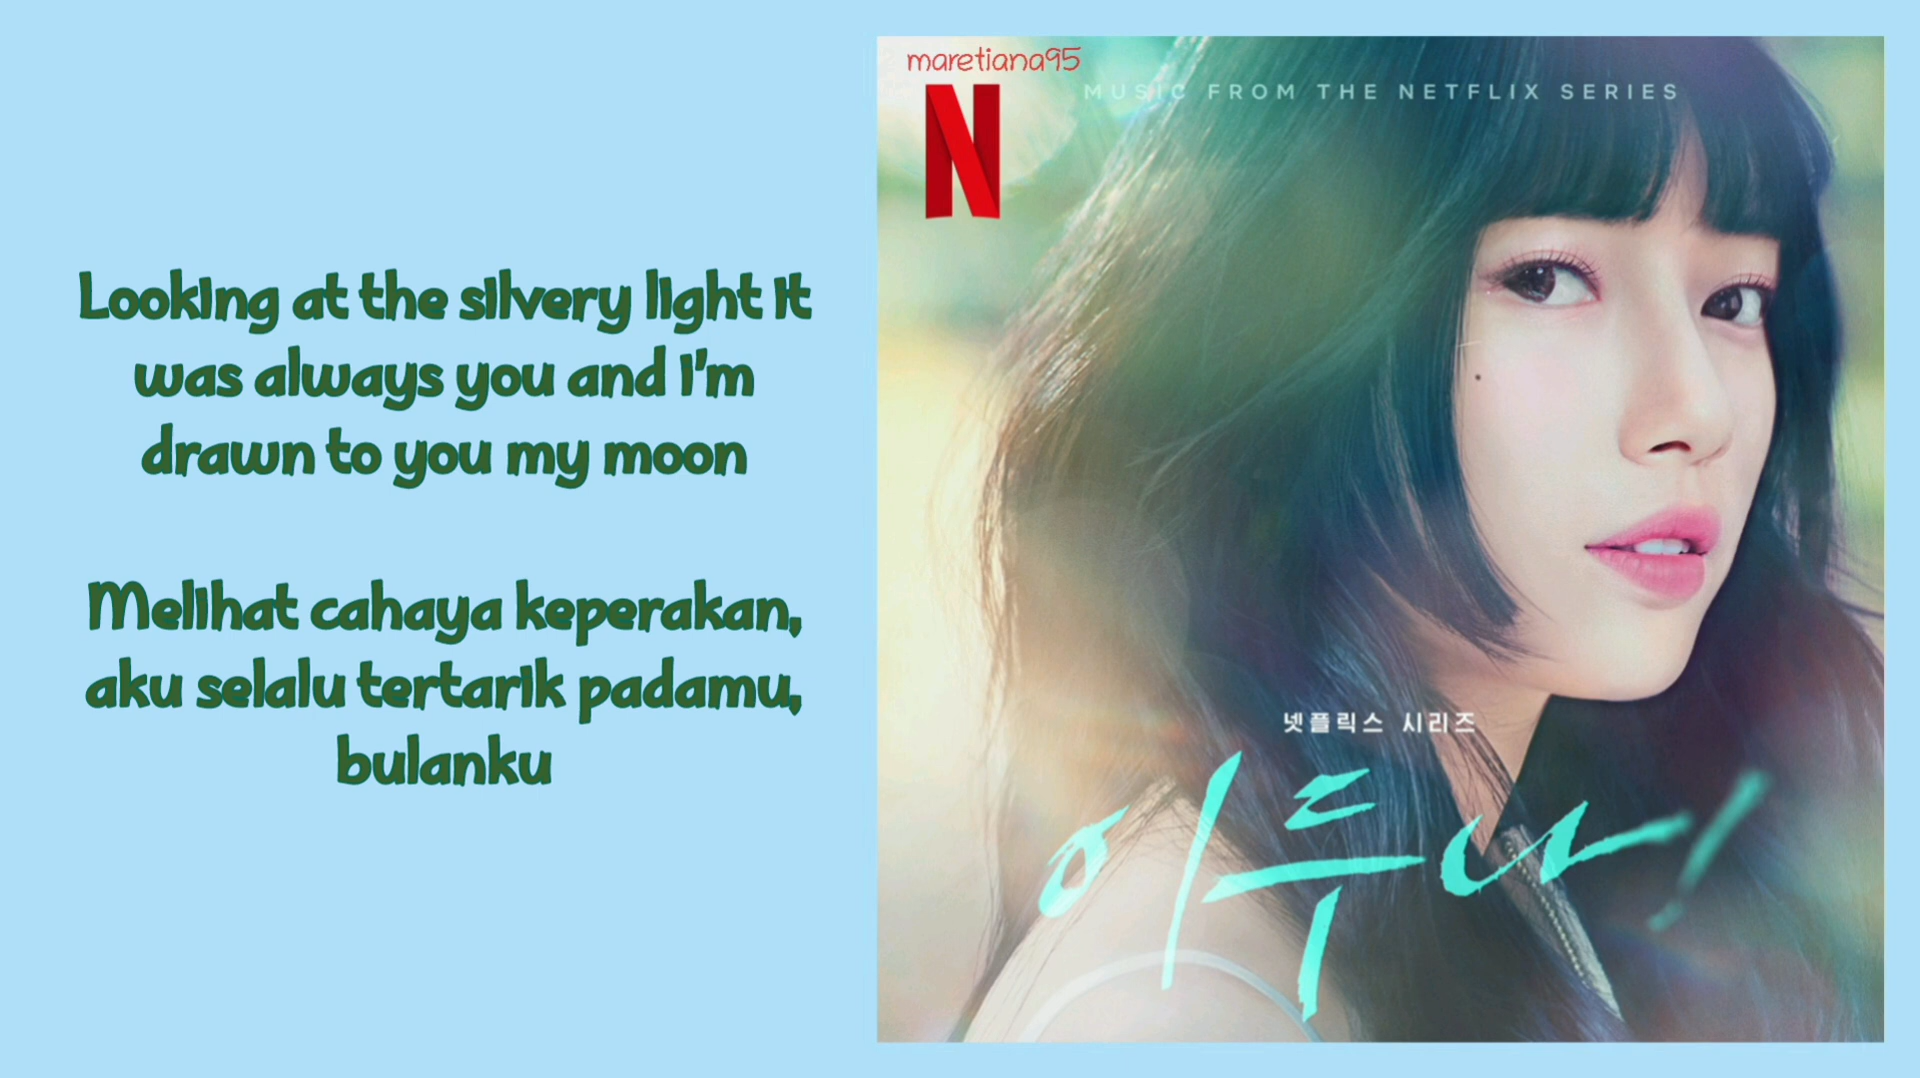 Looking at the silvery light it
was always you and I'm
drawn to you my moon
Melihat cahaya keperakan,
aku selalu tertarik padamu,
bulanku
maretiana95
N
MUSIC FROM THE NETFLIX SERIES
넷플릭스 시리즈
이두나!